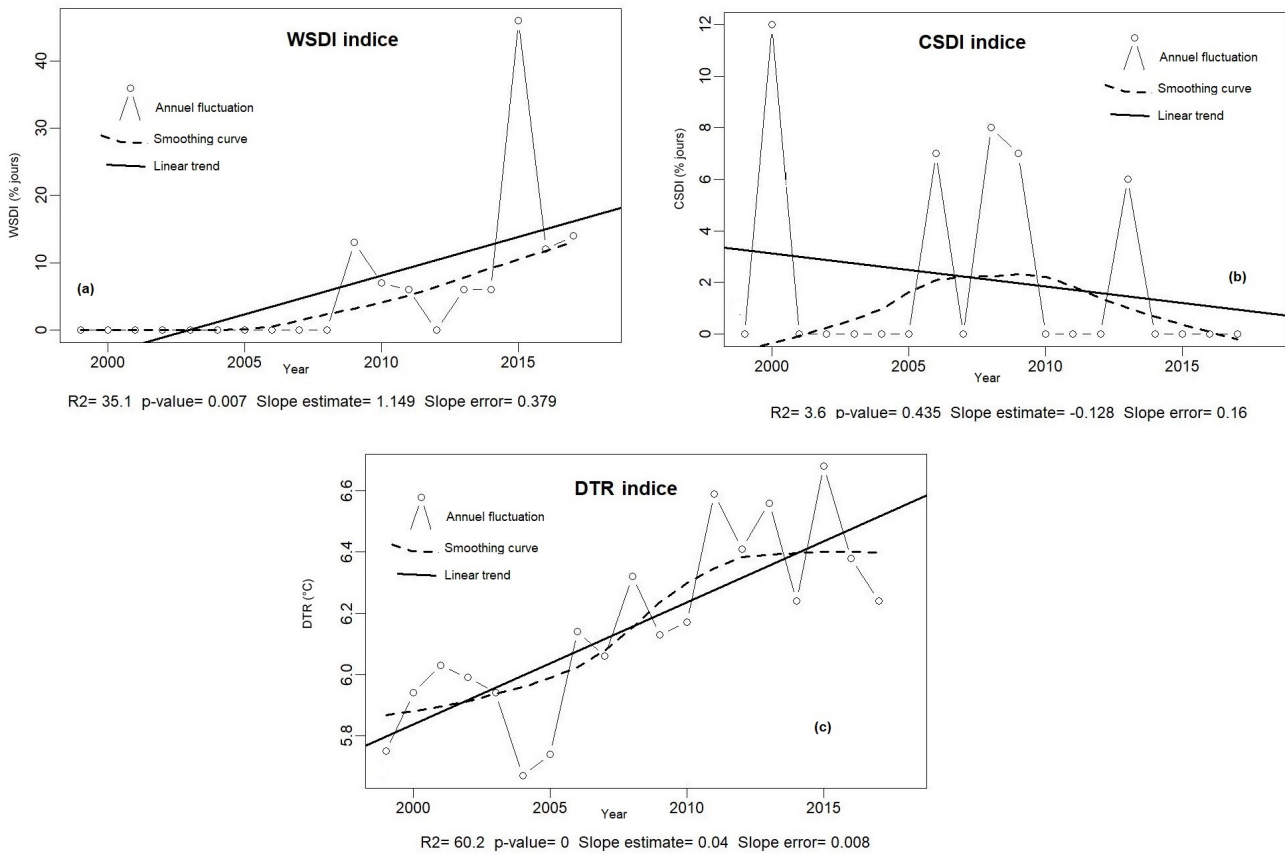 WSDI indice
WSDI (% jours)
0 10 20 30 40
Annuel fluctuation
Smoothing curve
Linear trend
(a)
2000 2005 2010 2015
Year
R2= 35.1 p-value= 0.007 Slope estimate= 1.149 Slope error= 0.379
CSDI indice
CSDI (% jours)
0 2 4 6 8 10 12
Annuel fluctuation
Smoothing curve
Linear trend
(b)
2000 2005 2010 2015
Year
R2= 3.6 p-value= 0.435 Slope estimate= -0.128 Slope error= 0.16
DTR indice
DTR (°C)
5.8 6.0 6.2 6.4 6.6
Annuel fluctuation
Smoothing curve
Linear trend
(c)
2000 2005 2010 2015
Year
R2= 60.2 p-value= 0 Slope estimate= 0.04 Slope error= 0.008